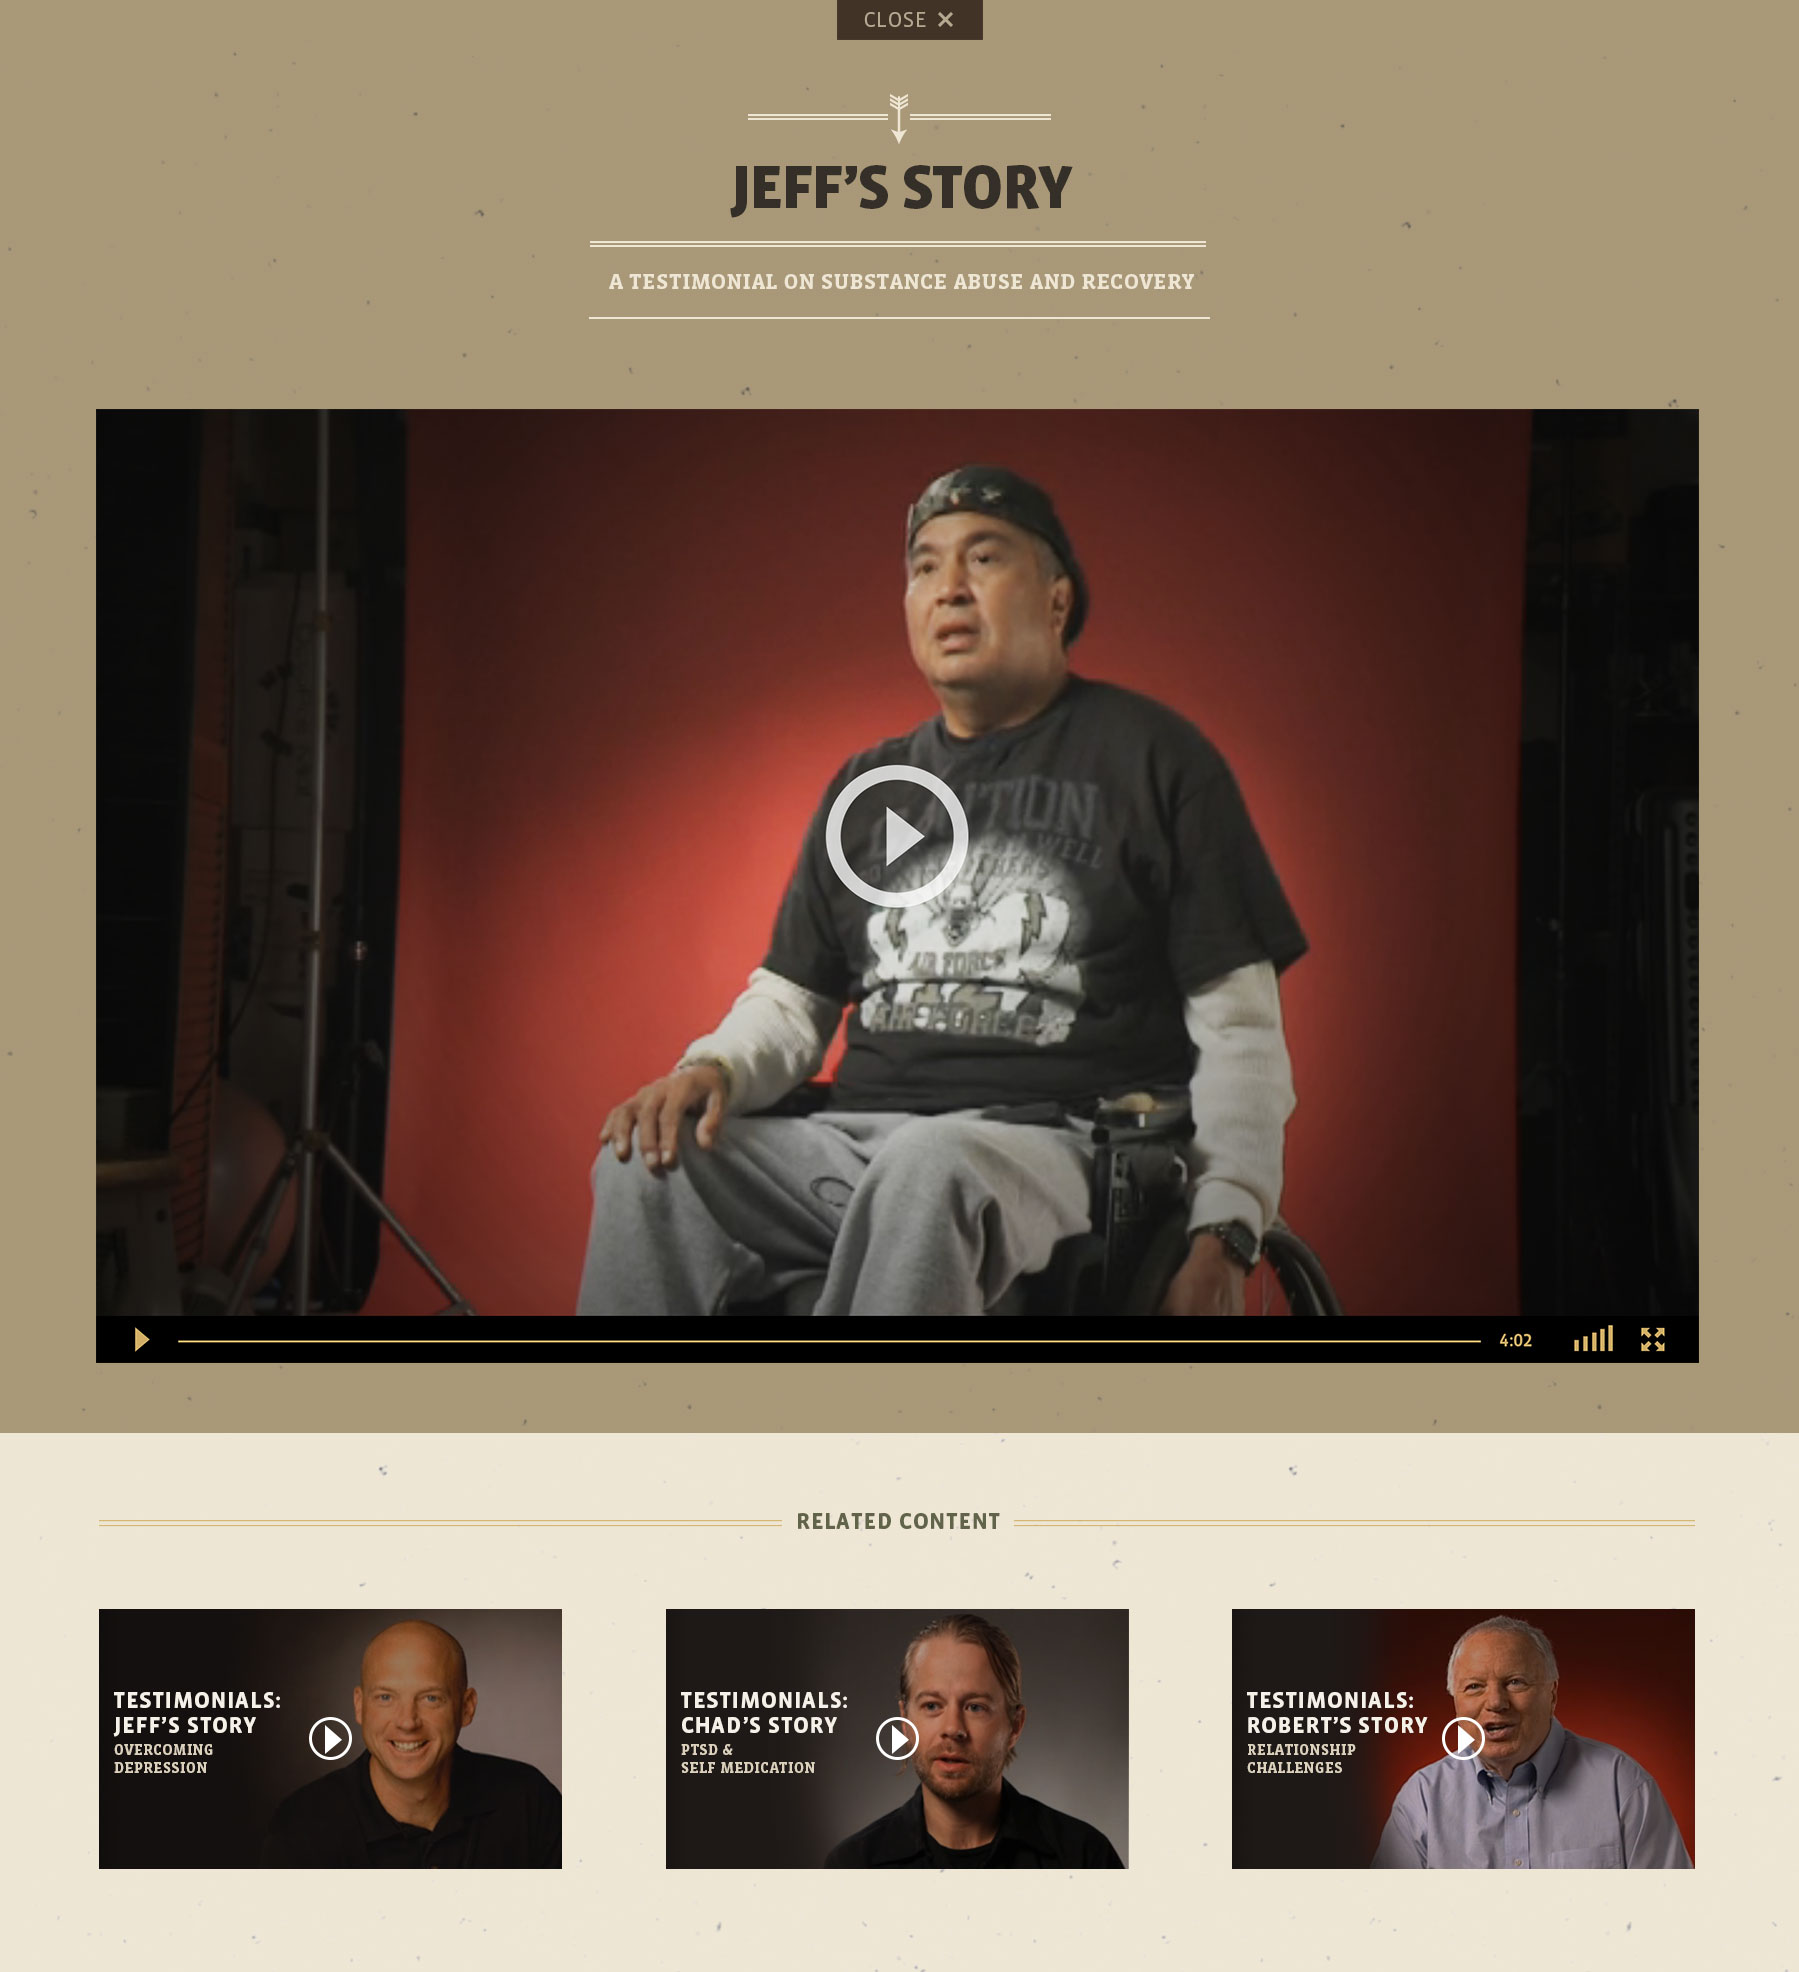 CLOSE ✕
JEFF’S STORY
A TESTIMONIAL ON SUBSTANCE ABUSE AND RECOVERY
WELL
AIR FORCE
4:02
RELATED CONTENT
TESTIMONIALS:
JEFF’S STORY
OVERCOMING
DEPRESSION
TESTIMONIALS:
CHAD’S STORY
PTSD &
SELF MEDICATION
TESTIMONIALS:
ROBERT’S STORY
RELATIONSHIP
CHALLENGES